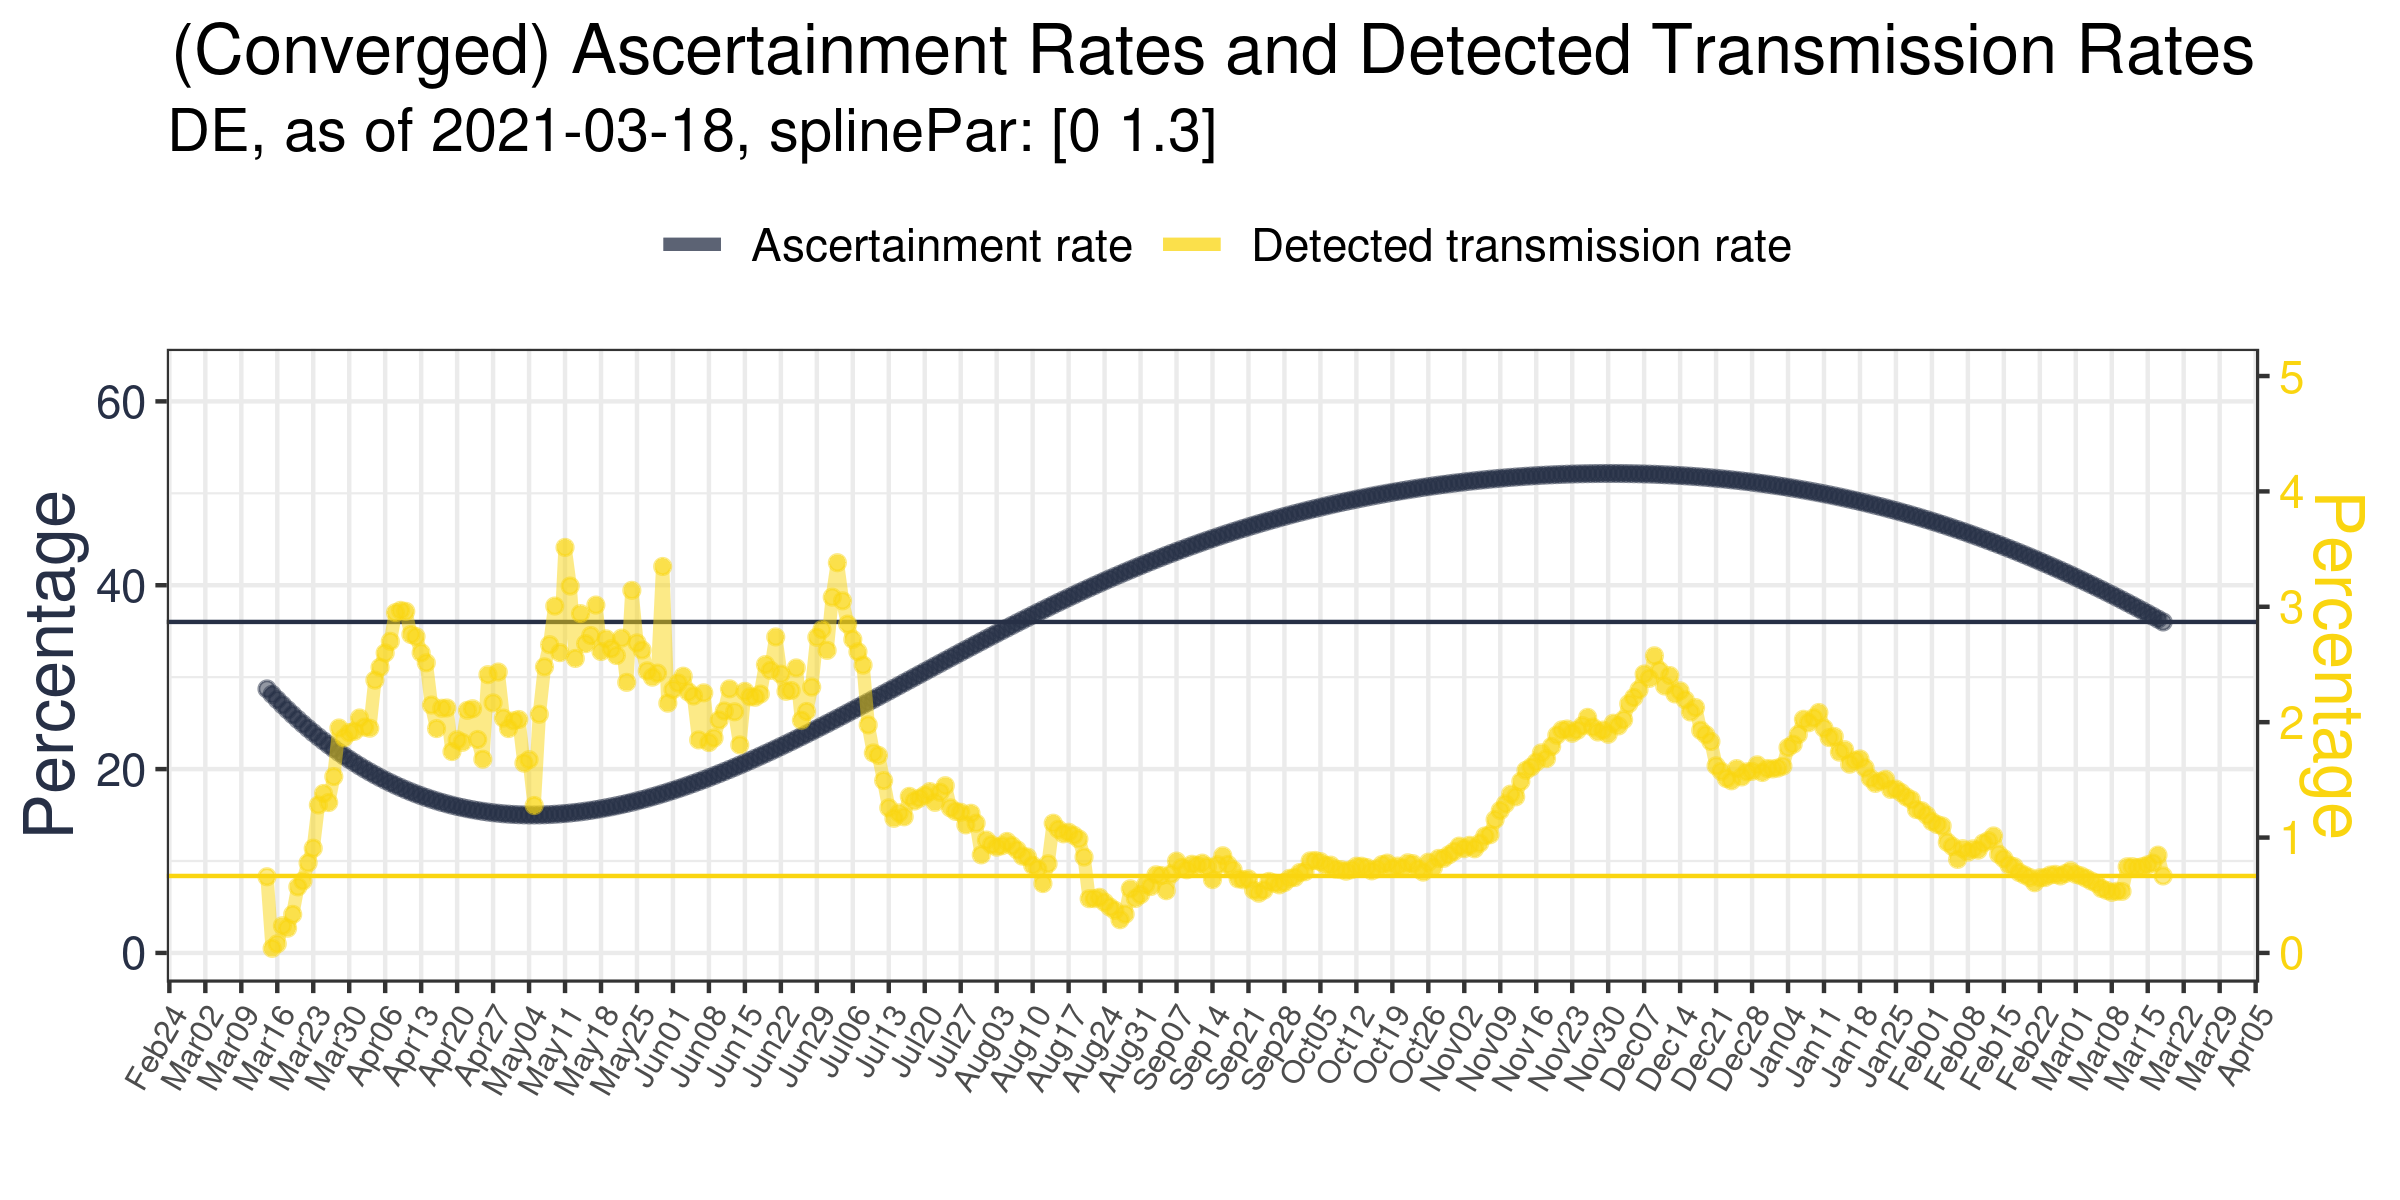 (Converged) Ascertainment Rates and Detected Transmission Rates
DE, as of 2021-03-18, splinePar: [0 1.3]
Ascertainment rate Detected transmission rate
Percentage
60
40
20
0
5
4
3
2
1
0
Percentage
Feb24 Mar02 Mar09 Mar16 Mar23 Mar30 Apr06 Apr13 Apr20 Apr27 May04 May11 May18 May25 Jun01 Jun08 Jun15 Jun22 Jun29 Jul06 Jul13 Jul20 Jul27 Aug03 Aug10 Aug17 Aug24 Aug31 Sep07 Sep14 Sep21 Sep28 Oct05 Oct12 Oct19 Oct26 Nov02 Nov09 Nov16 Nov23 Nov30 Dec07 Dec14 Dec21 Dec28 Jan04 Jan11 Jan18 Jan25 Feb01 Feb08 Feb15 Feb22 Mar01 Mar08 Mar15 Mar22 Mar29 Apr05